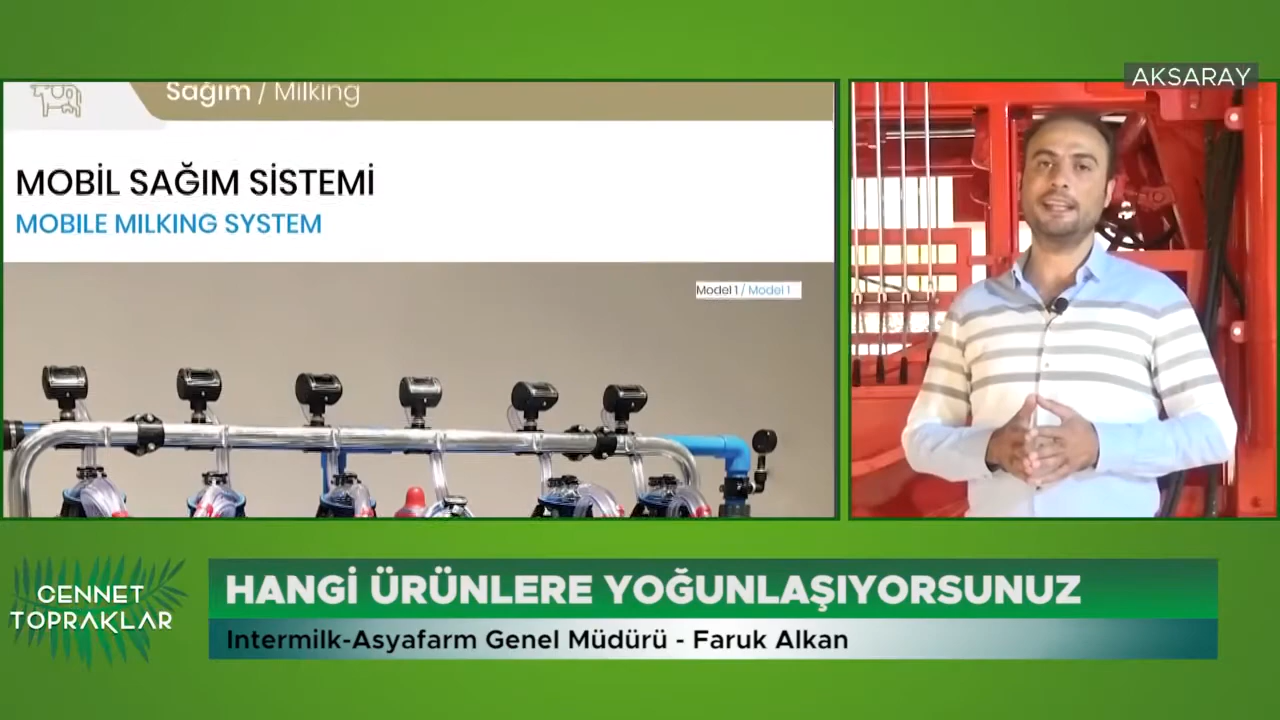 AKSARAY
Sağım / Milking
MOBİL SAĞIM SİSTEMİ
MOBILE MILKING SYSTEM
Model 1 / Model 1
CENNET
TOPRAKLAR
HANGİ ÜRÜNLERE YOĞUNLAŞIYORSUNUZ
Intermilk-Asyafarm Genel Müdürü - Faruk Alkan